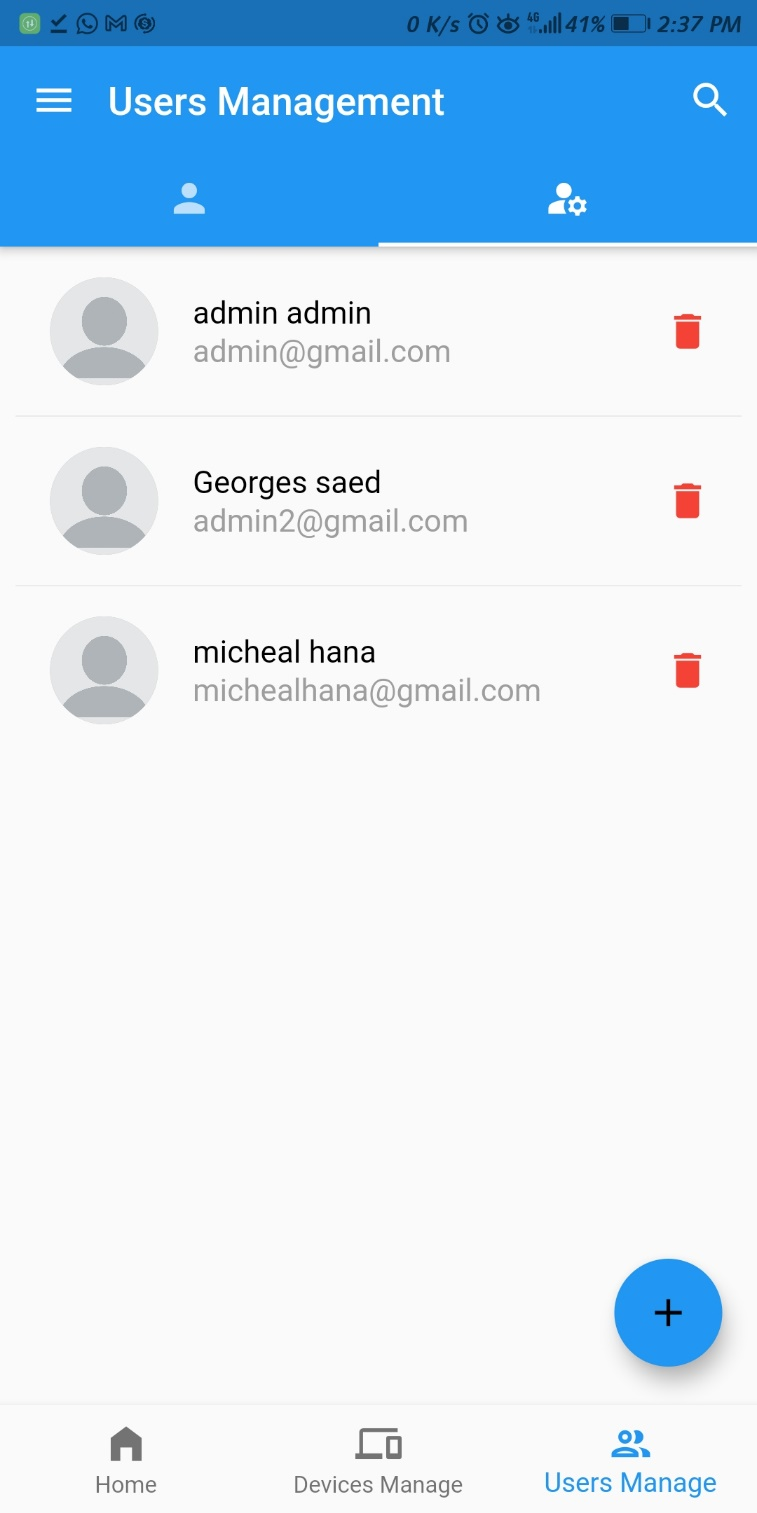 0 K/s 4G 41% 2:37 PM
Users Management
admin admin
admin@gmail.com
Georges saed
admin2@gmail.com
micheal hana
michealhana@gmail.com
+
Home
Devices Manage
Users Manage